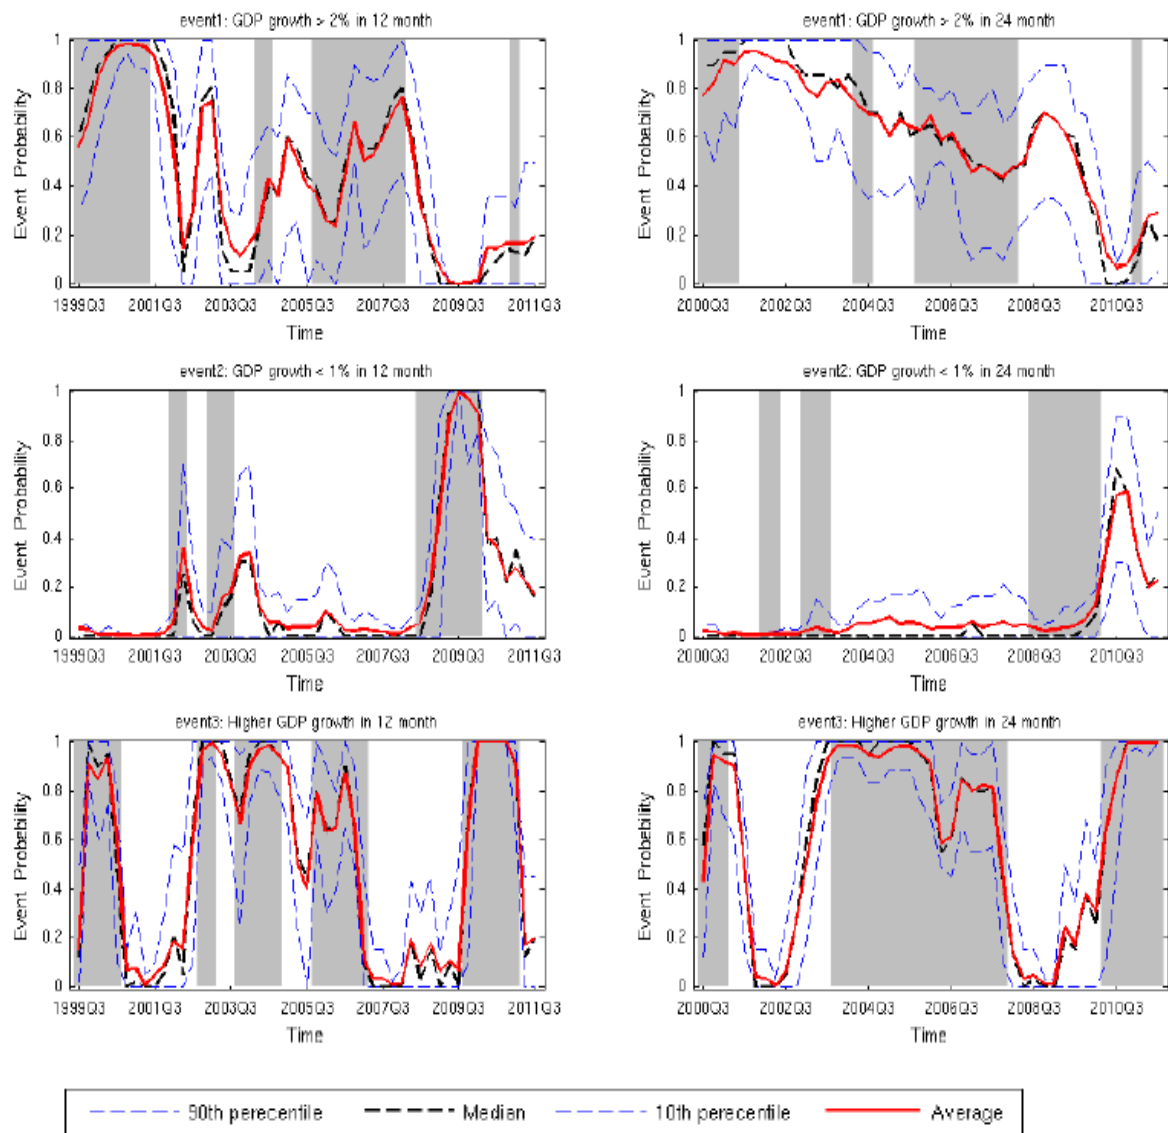 event1: GDP growth > 2% in 12 month
event1: GDP growth > 2% in 24 month
1
0.8
0.6
0.4
0.2
0
Event Probability
1999Q3 2001Q3 2003Q3 2005Q3 2007Q3 2009Q3 2011Q3
Time
1
0.8
0.6
0.4
0.2
0
Event Probability
2000Q3 2002Q3 2004Q3 2006Q3 2008Q3 2010Q3
Time
event2: GDP growth < 1% in 12 month
event2: GDP growth < 1% in 24 month
1
0.8
0.6
0.4
0.2
0
Event Probability
1999Q3 2001Q3 2003Q3 2005Q3 2007Q3 2009Q3 2011Q3
Time
1
0.8
0.6
0.4
0.2
0
Event Probability
2000Q3 2002Q3 2004Q3 2006Q3 2008Q3 2010Q3
Time
event3: Higher GDP growth in 12 month
event3: Higher GDP growth in 24 month
1
0.8
0.6
0.4
0.2
0
Event Probability
1999Q3 2001Q3 2003Q3 2005Q3 2007Q3 2009Q3 2011Q3
Time
1
0.8
0.6
0.4
0.2
0
Event Probability
2000Q3 2002Q3 2004Q3 2006Q3 2008Q3 2010Q3
Time
90th perecentile Median 10th perecentile Average